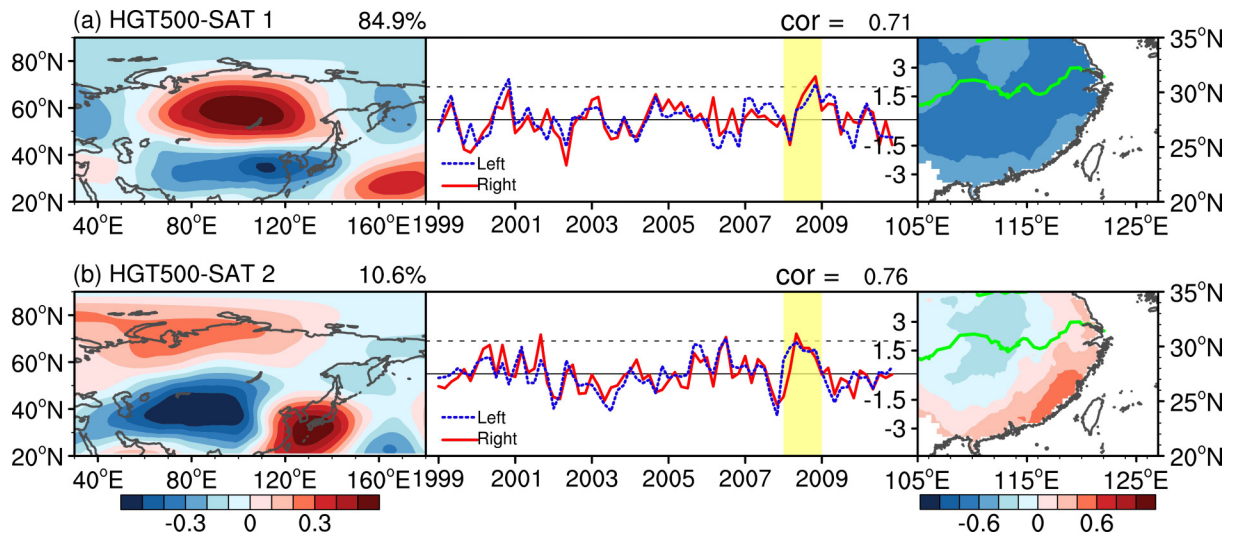 (a) HGT500-SAT 1 84.9% cor = 0.71
80°N 35°N
60°N 3 30°N
1.5
40°N Left -1.5 25°N
Right -3
20°N 20°N
40°E 80°E 120°E 160°E 1999 2001 2003 2005 2007 2009 105°E 115°E 125°E
(b) HGT500-SAT 2 10.6% cor = 0.76
80°N 35°N
60°N 3 30°N
1.5
40°N Left -1.5 25°N
Right -3
20°N 20°N
40°E 80°E 120°E 160°E 1999 2001 2003 2005 2007 2009 105°E 115°E 125°E
-0.3 0 0.3 -0.6 0 0.6